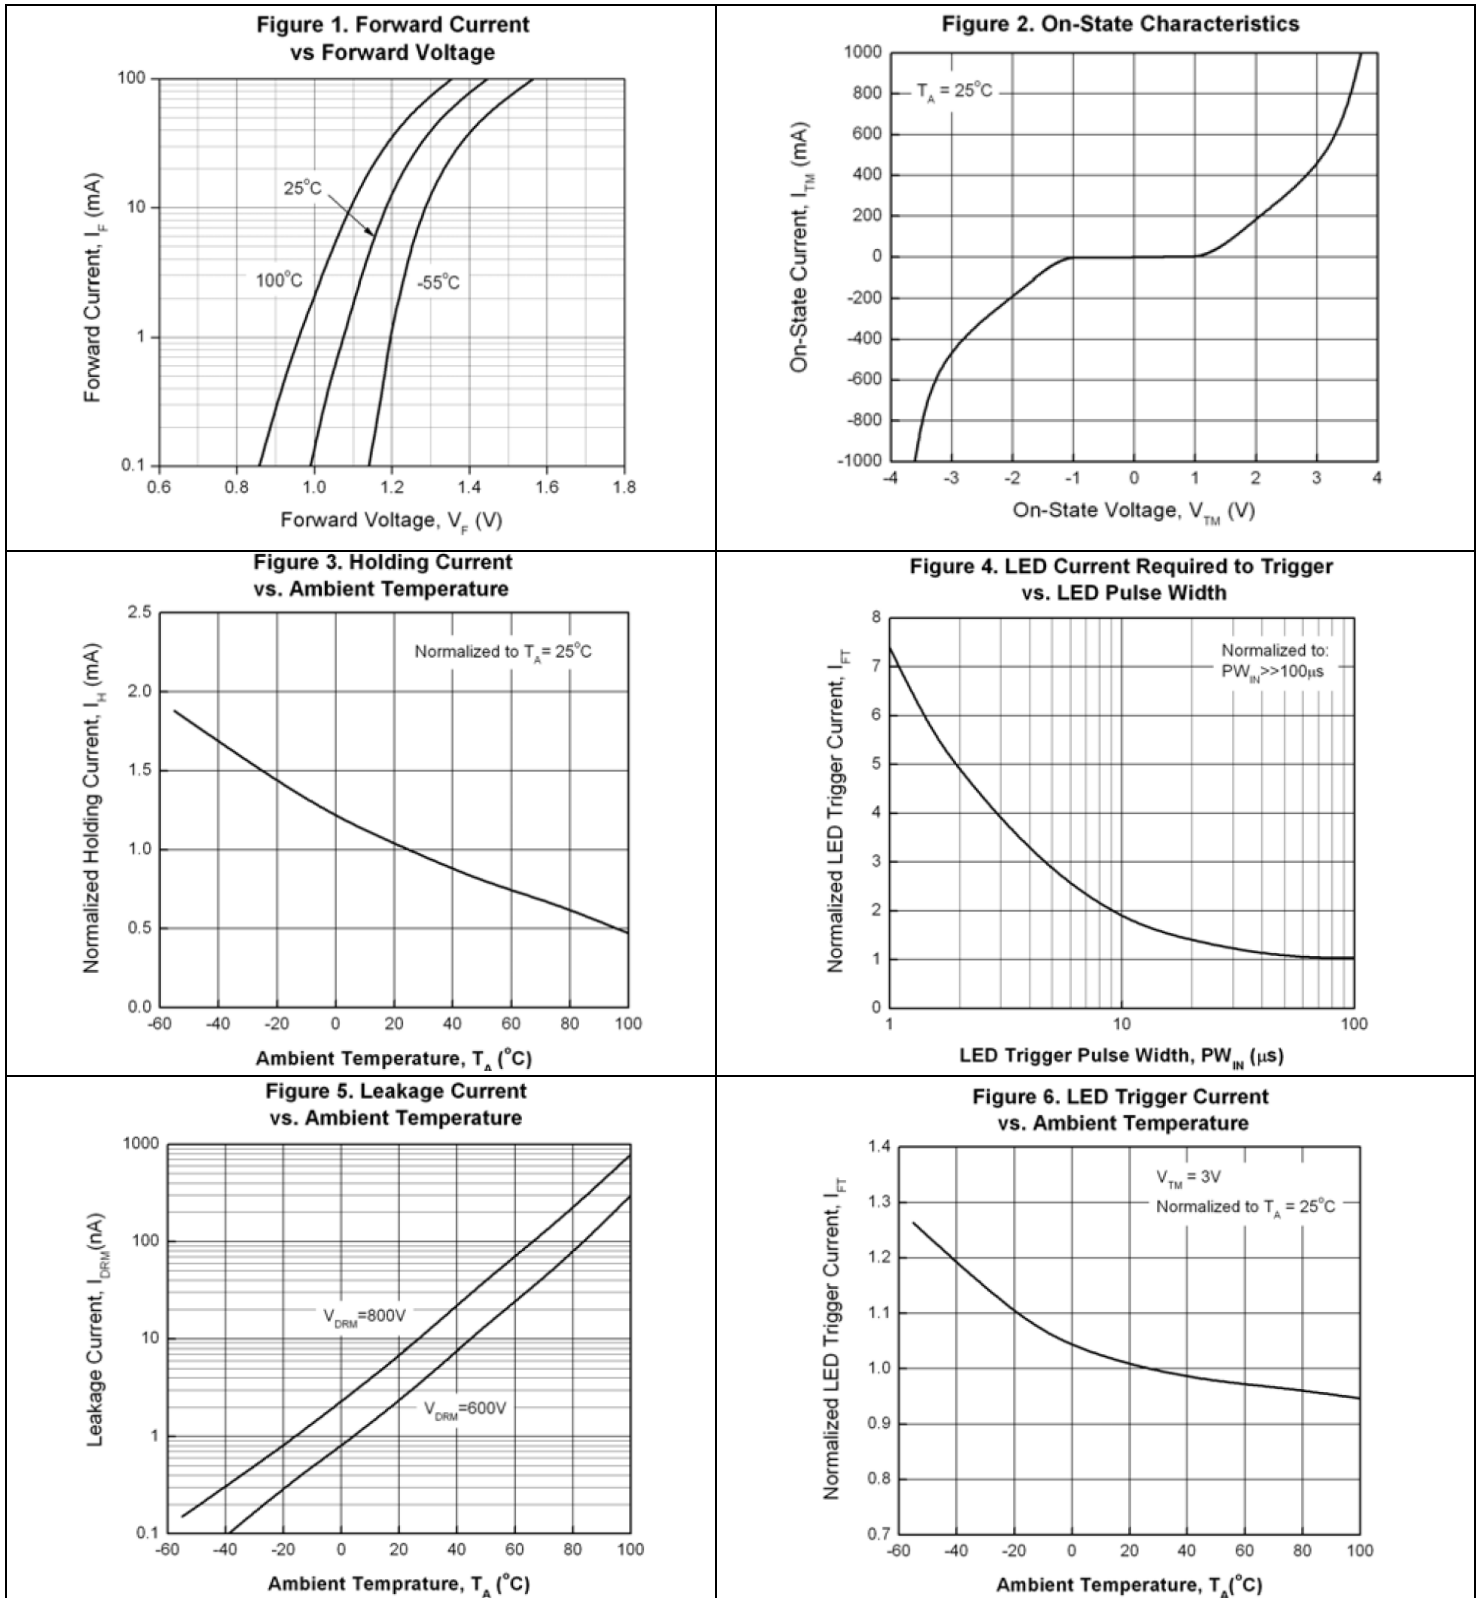 Figure 1. Forward Current
vs Forward Voltage
Forward Current, I_F (mA)
100
10
1
0.1
25°C
100°C
-55°C
0.6 0.8 1.0 1.2 1.4 1.6 1.8
Forward Voltage, V_F (V)
Figure 2. On-State Characteristics
On-State Current, I_TM (mA)
1000
800
600
400
200
0
-200
-400
-600
-800
-1000
T_A = 25°C
-4 -3 -2 -1 0 1 2 3 4
On-State Voltage, V_TM (V)
Figure 3. Holding Current
vs. Ambient Temperature
Normalized Holding Current, I_H (mA)
2.5
2.0
1.5
1.0
0.5
0.0
Normalized to T_A= 25°C
-60 -40 -20 0 20 40 60 80 100
Ambient Temperature, T_A (°C)
Figure 4. LED Current Required to Trigger
vs. LED Pulse Width
Normalized LED Trigger Current, I_FT
8
7
6
5
4
3
2
1
0
Normalized to:
PW_IN>>100μs
1 10 100
LED Trigger Pulse Width, PW_IN (μs)
Figure 5. Leakage Current
vs. Ambient Temperature
Leakage Current, I_DRM(nA)
1000
100
10
1
0.1
V_DRM=800V
V_DRM=600V
-60 -40 -20 0 20 40 60 80 100
Ambient Temprature, T_A (°C)
Figure 6. LED Trigger Current
vs. Ambient Temperature
Normalized LED Trigger Current, I_FT
1.4
1.3
1.2
1.1
1.0
0.9
0.8
0.7
V_TM = 3V
Normalized to T_A = 25°C
-60 -40 -20 0 20 40 60 80 100
Ambient Temperature, T_A(°C)